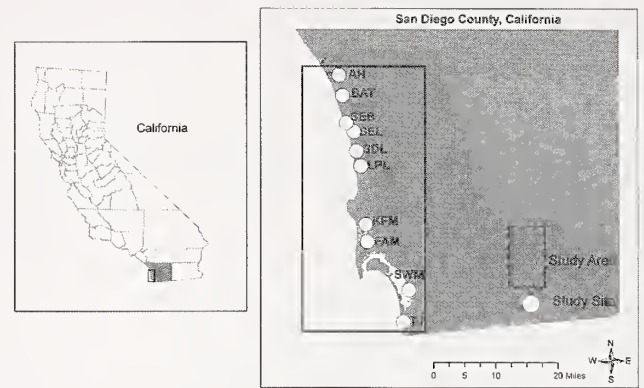 San Diego County, California
California
AH
BAT
SEB
SEL
SDL
LPL
KFM
FAM
SWM
Study Area
Study Site
0 5 10 20 Miles
N
W E
S